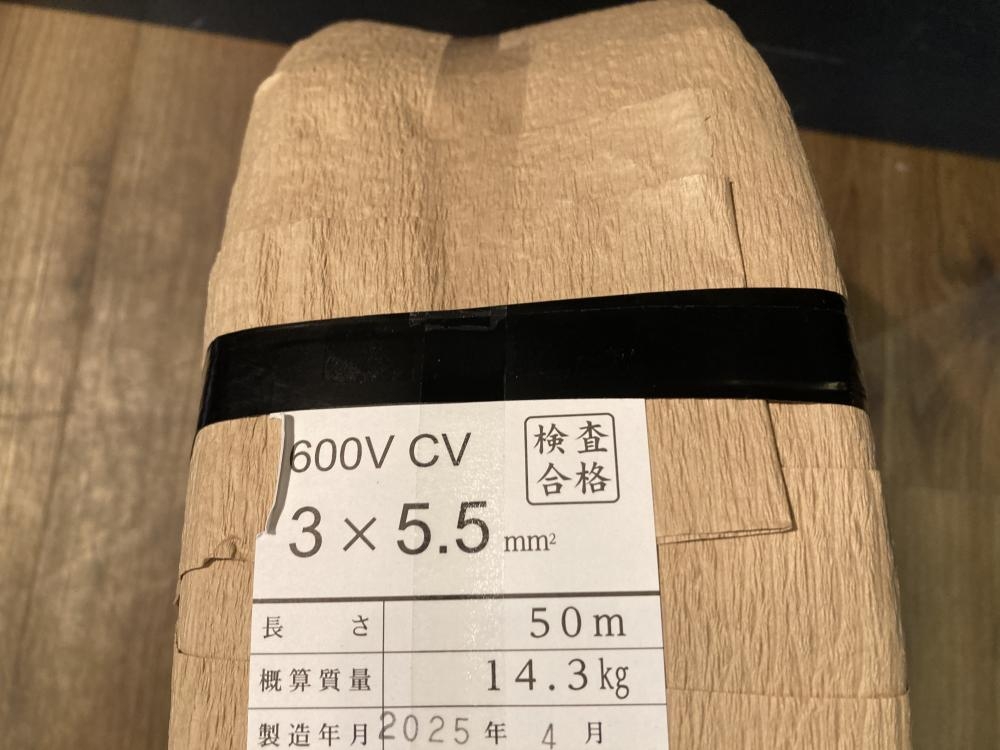 600V CV
検査
合格
3×5.5 mm²
長さ 50m
概算質量 14.3kg
製造年月 2025年 4月